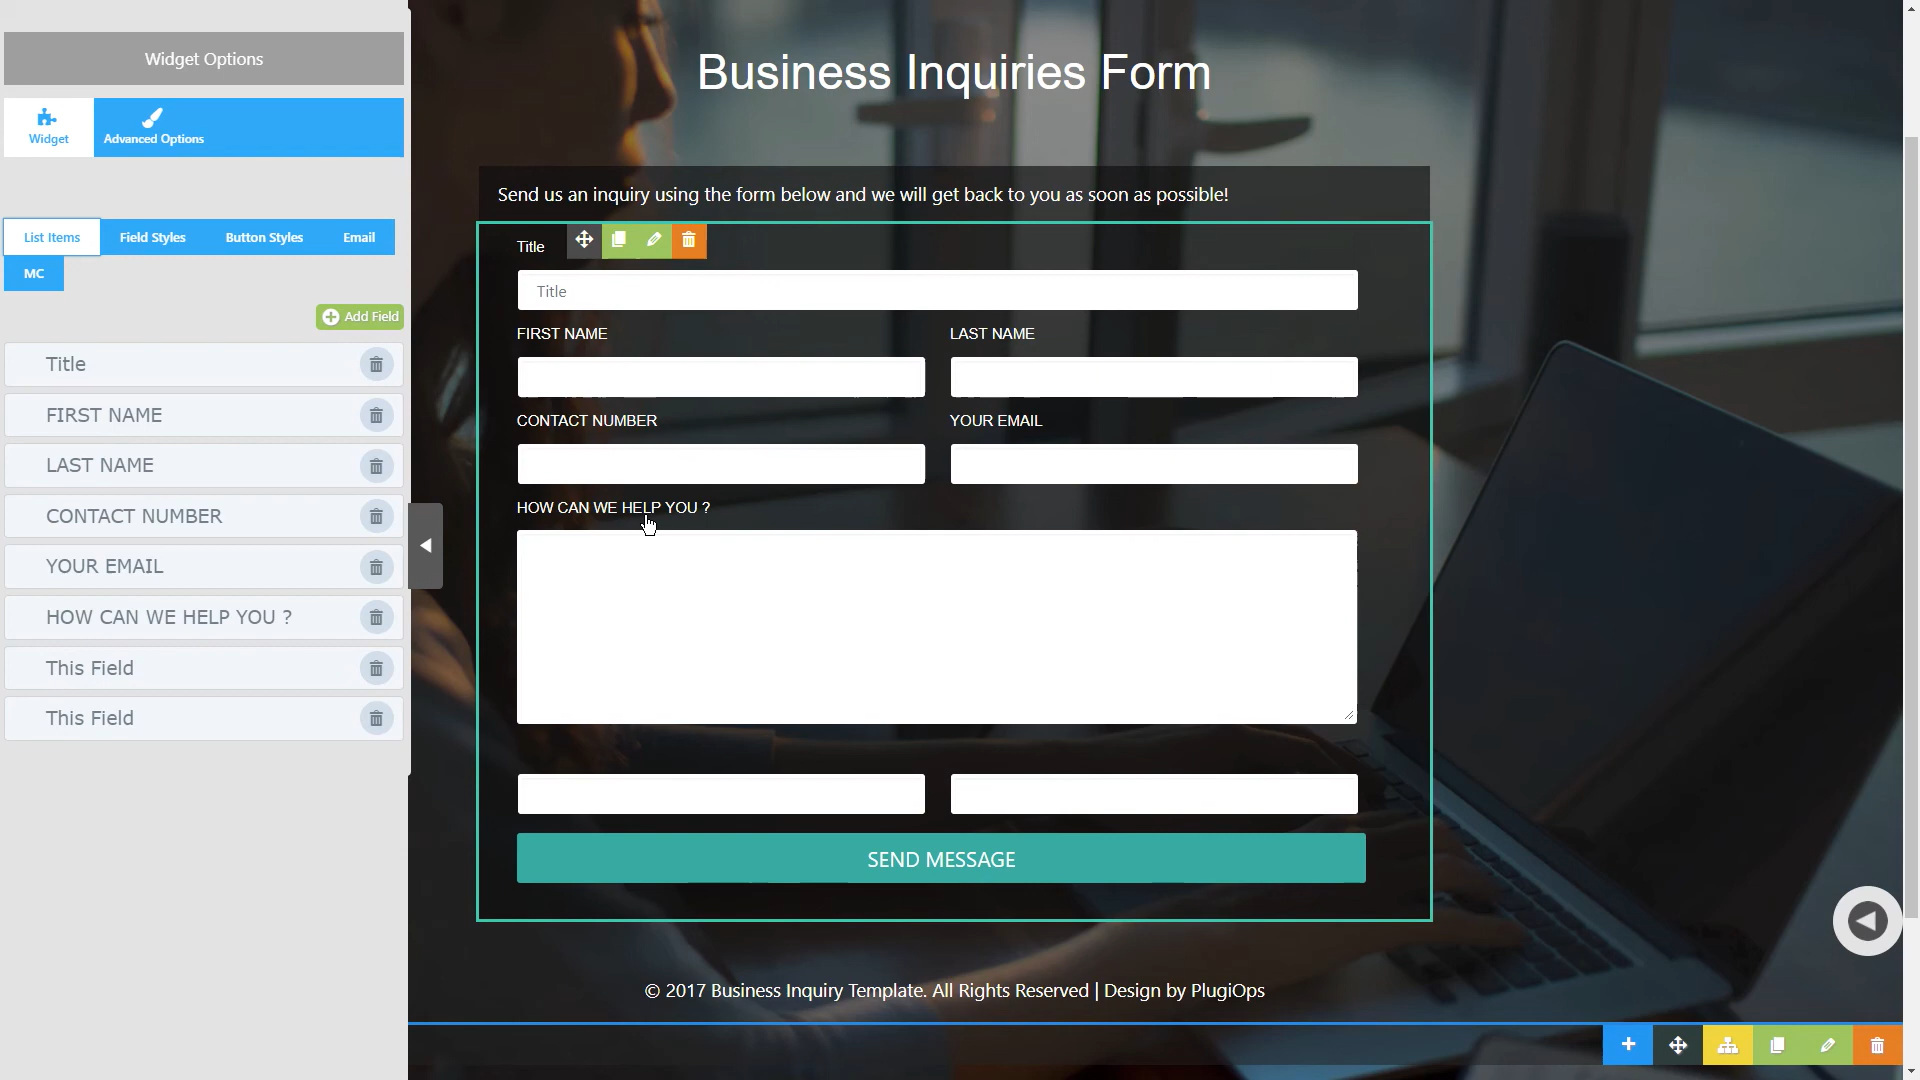 Widget Options
Widget
Advanced Options
List Items
Field Styles
Button Styles
Email
MC
Add Field
Title
FIRST NAME
LAST NAME
CONTACT NUMBER
YOUR EMAIL
HOW CAN WE HELP YOU ?
This Field
This Field
Business Inquiries Form
Send us an inquiry using the form below and we will get back to you as soon as possible!
Title
Title
FIRST NAME
LAST NAME
CONTACT NUMBER
YOUR EMAIL
HOW CAN WE HELP YOU ?
SEND MESSAGE
© 2017 Business Inquiry Template. All Rights Reserved | Design by PlugiOps